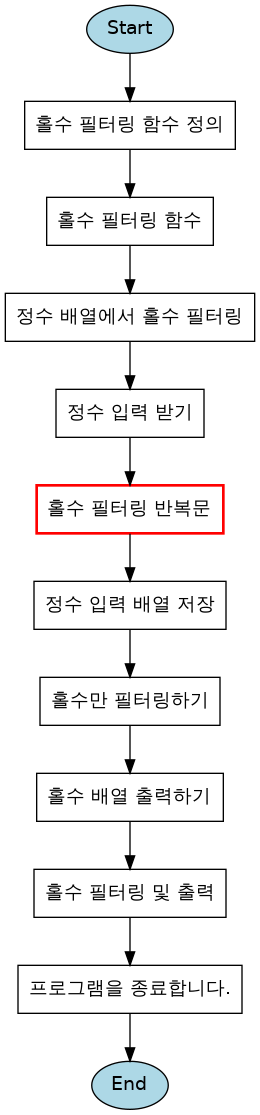 Start
홀수 필터링 함수 정의
홀수 필터링 함수
정수 배열에서 홀수 필터링
정수 입력 받기
홀수 필터링 반복문
정수 입력 배열 저장
홀수만 필터링하기
홀수 배열 출력하기
홀수 필터링 및 출력
프로그램을 종료합니다.
End